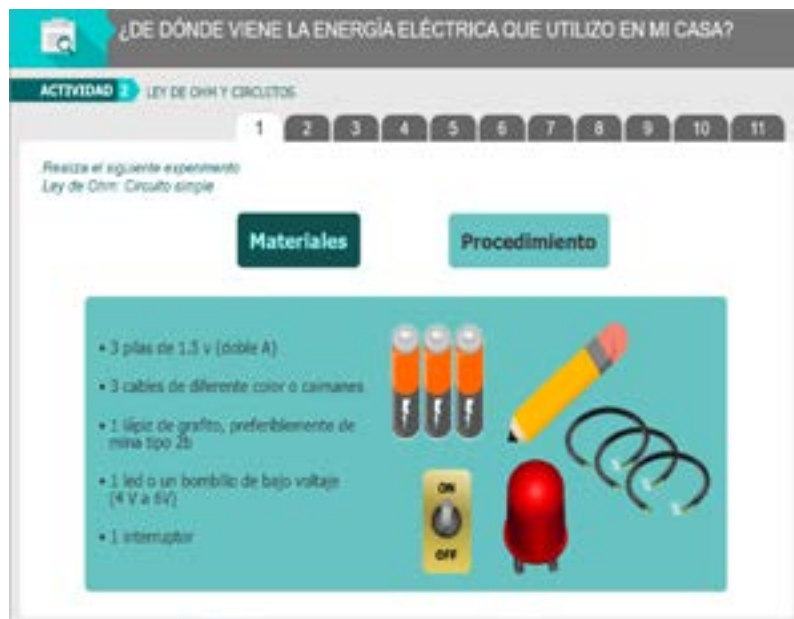 ¿DE DÓNDE VIENE LA ENERGÍA ELÉCTRICA QUE UTILIZO EN MI CASA?
ACTIVIDAD 2 LEY DE OHM Y CIRCUITOS
1 2 3 4 5 6 7 8 9 10 11
Realiza el siguiente experimento
Ley de Ohm: Circuito simple
Materiales Procedimiento
• 3 pilas de 1.5 v (doble A)
• 3 cables de diferente color o caimanes
• 1 lápiz de grafito, preferiblemente de
mina tipo 2b
• 1 led o un bombillo de bajo voltaje
(4 V a 6V)
• 1 interruptor
ON
OFF